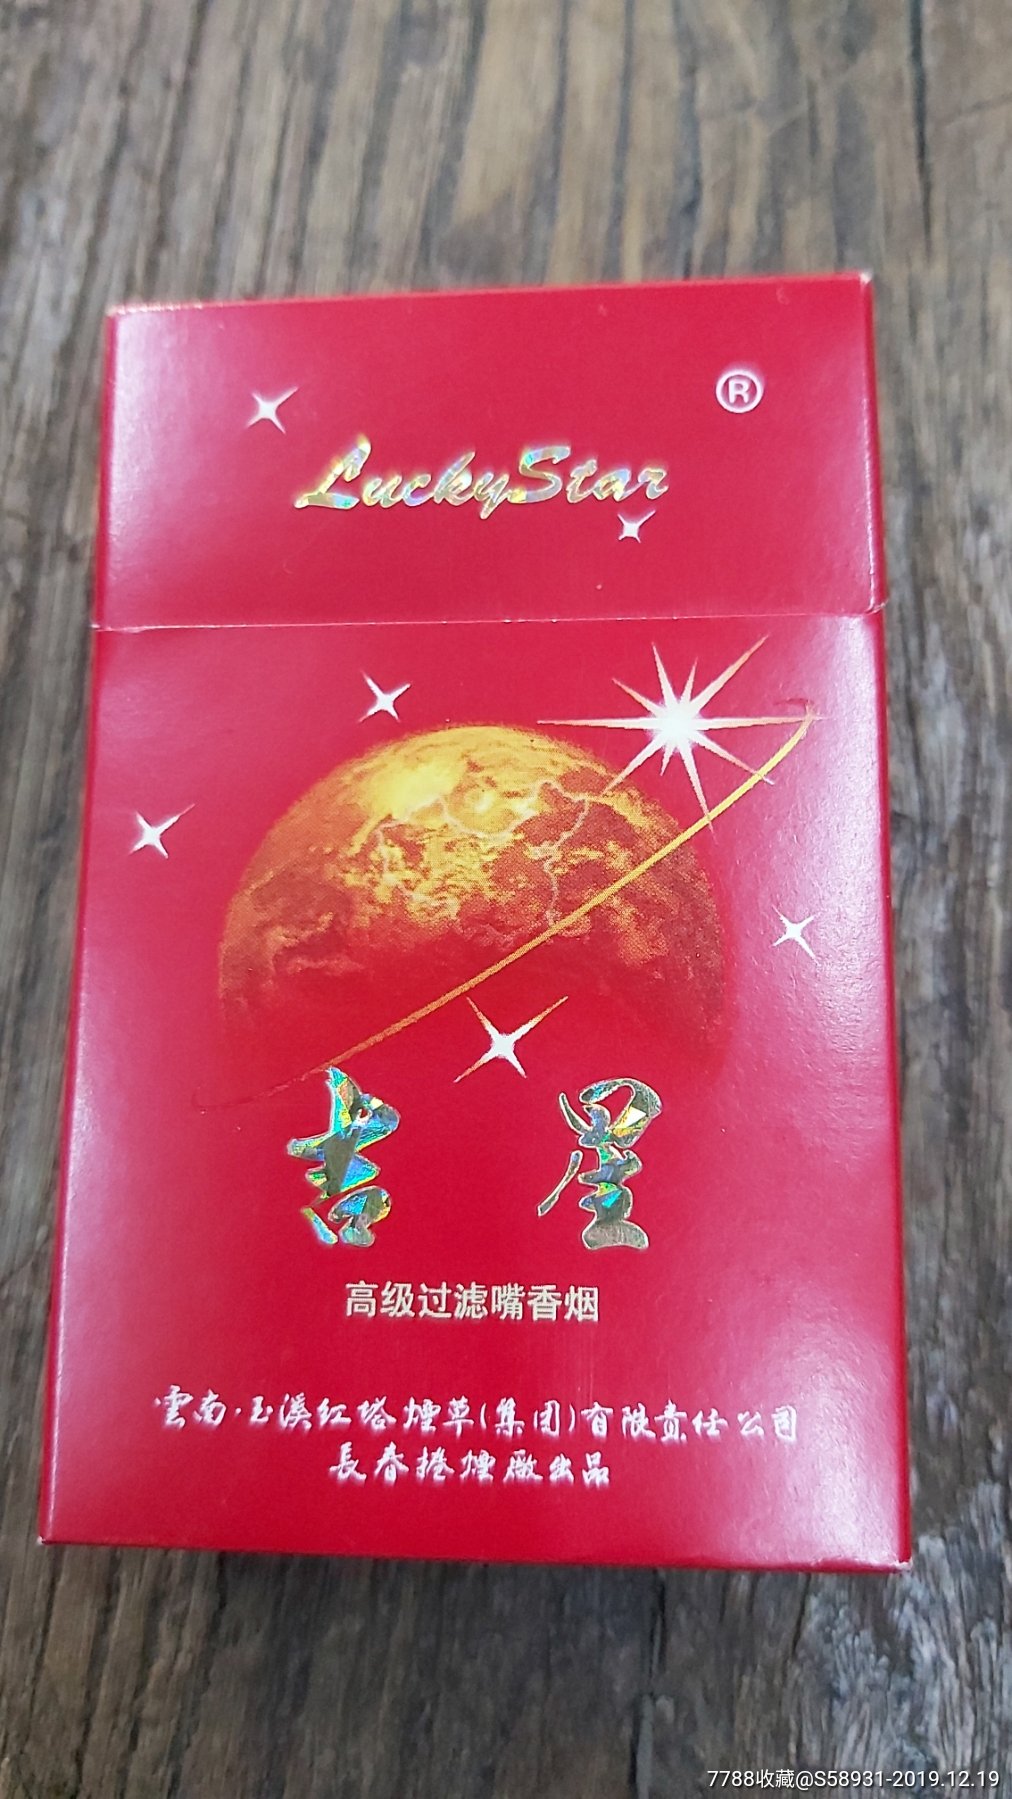 ®
LuckyStar
吉星
高级过滤嘴香烟
雲南·玉溪红塔煙草(集团)有限责任公司
長春捲煙廠出品
7788收藏@S58931-2019.12.19